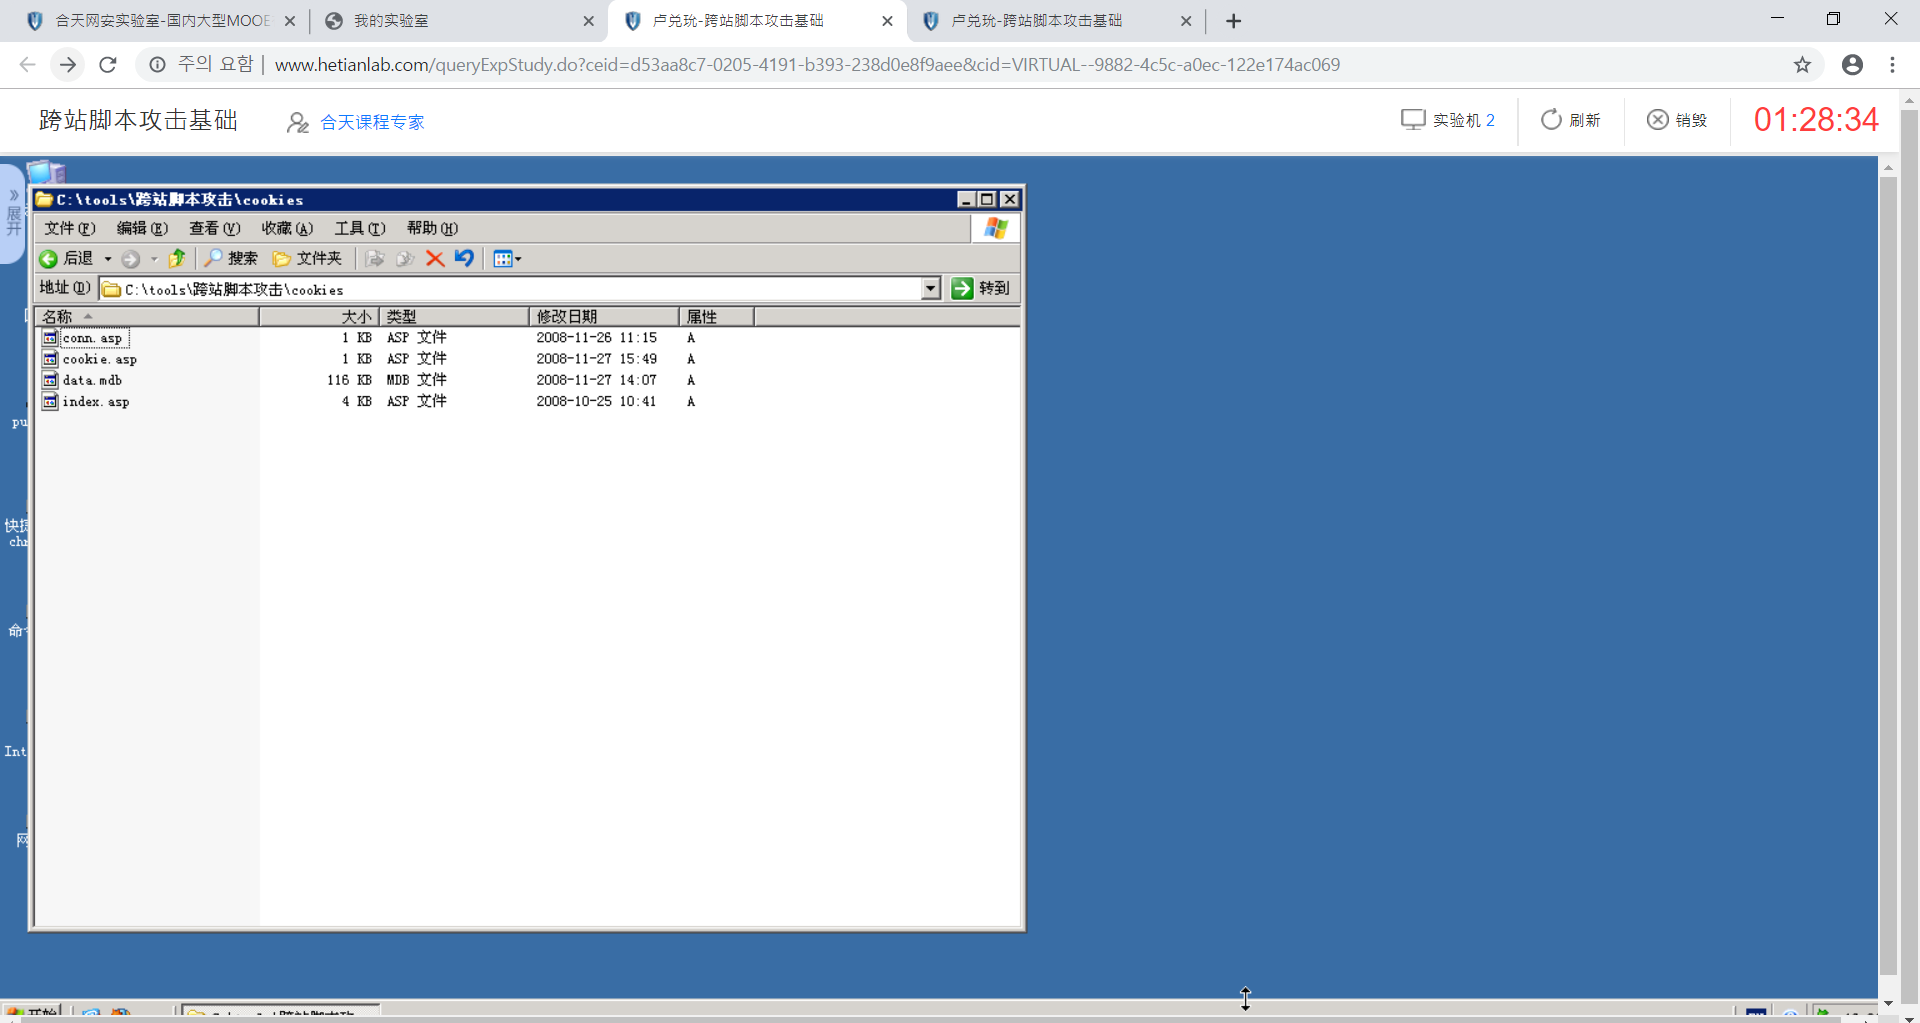 合天网安实验室-国内大型MOOE
我的实验室
卢兑玧-跨站脚本攻击基础
卢兑玧-跨站脚本攻击基础
주의 요함
www.hetianlab.com/queryExpStudy.do?ceid=d53aa8c7-0205-4191-b393-238d0e8f9aee&cid=VIRTUAL--9882-4c5c-a0ec-122e174ac069
跨站脚本攻击基础
合天课程专家
实验机 2
刷新
销毁
01:28:34
» 展开
C:\tools\跨站脚本攻击\cookies
文件(F) 编辑(E) 查看(V) 收藏(A) 工具(T) 帮助(H)
后退 搜索 文件夹
地址(D) C:\tools\跨站脚本攻击\cookies 转到
名称 大小 类型 修改日期 属性
conn.asp 1 KB ASP 文件 2008-11-26 11:15 A
cookie.asp 1 KB ASP 文件 2008-11-27 15:49 A
data.mdb 116 KB MDB 文件 2008-11-27 14:07 A
index.asp 4 KB ASP 文件 2008-10-25 10:41 A
pu
快捷
chr
命令
Int
网
开始